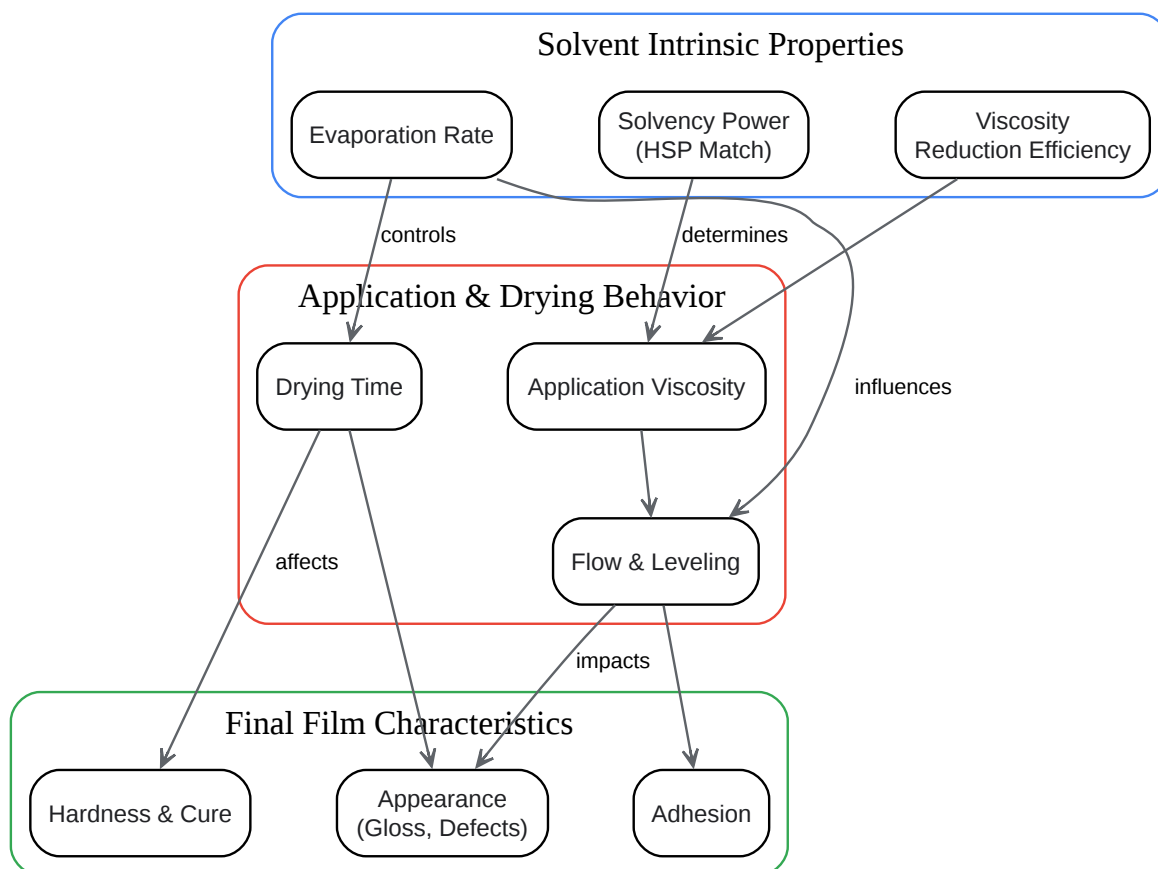 Solvent Intrinsic Properties
Evaporation Rate
Solvency Power
(HSP Match)
Viscosity
Reduction Efficiency
controls
determines
Application & Drying Behavior
Drying Time
Application Viscosity
influences
Flow & Leveling
affects
impacts
Final Film Characteristics
Hardness & Cure
Appearance
(Gloss, Defects)
Adhesion